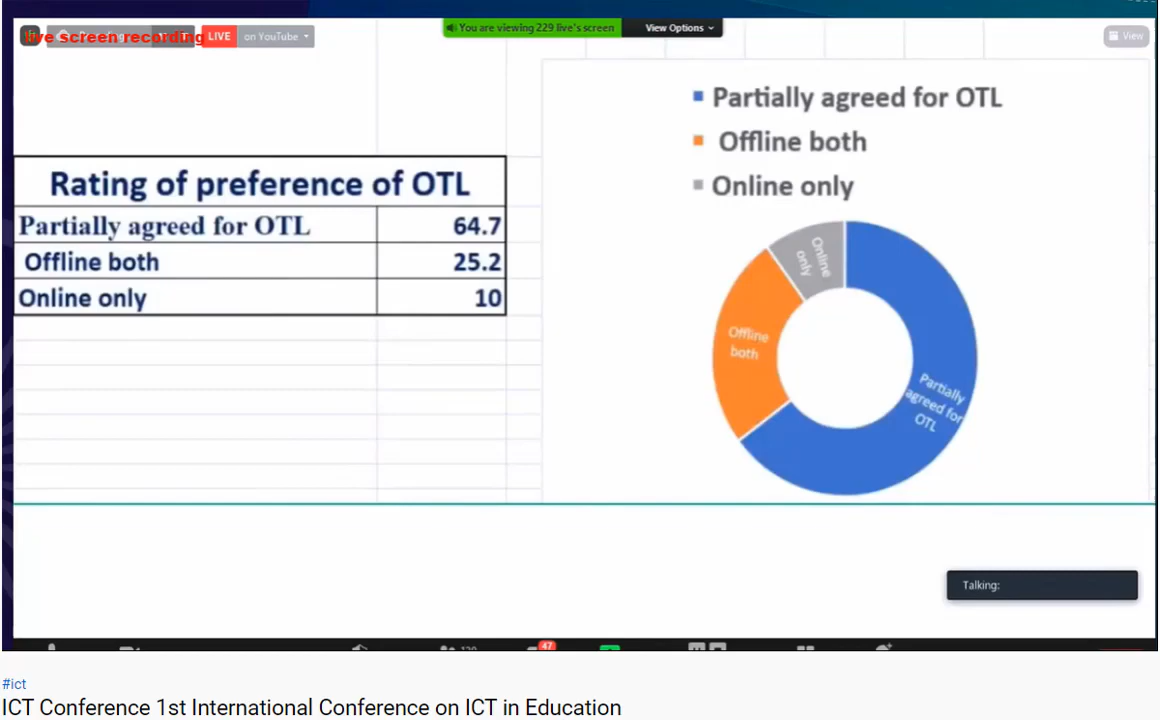 live screen recording
LIVE
on YouTube
You are viewing 229 live's screen
View Options
View
Partially agreed for OTL
Offline both
Online only
Rating of preference of OTL
Partially agreed for OTL 64.7
Offline both 25.2
Online only 10
Online
only
Offline
both
Partially
agreed for
OTL
Talking:
47
#ict
ICT Conference 1st International Conference on ICT in Education